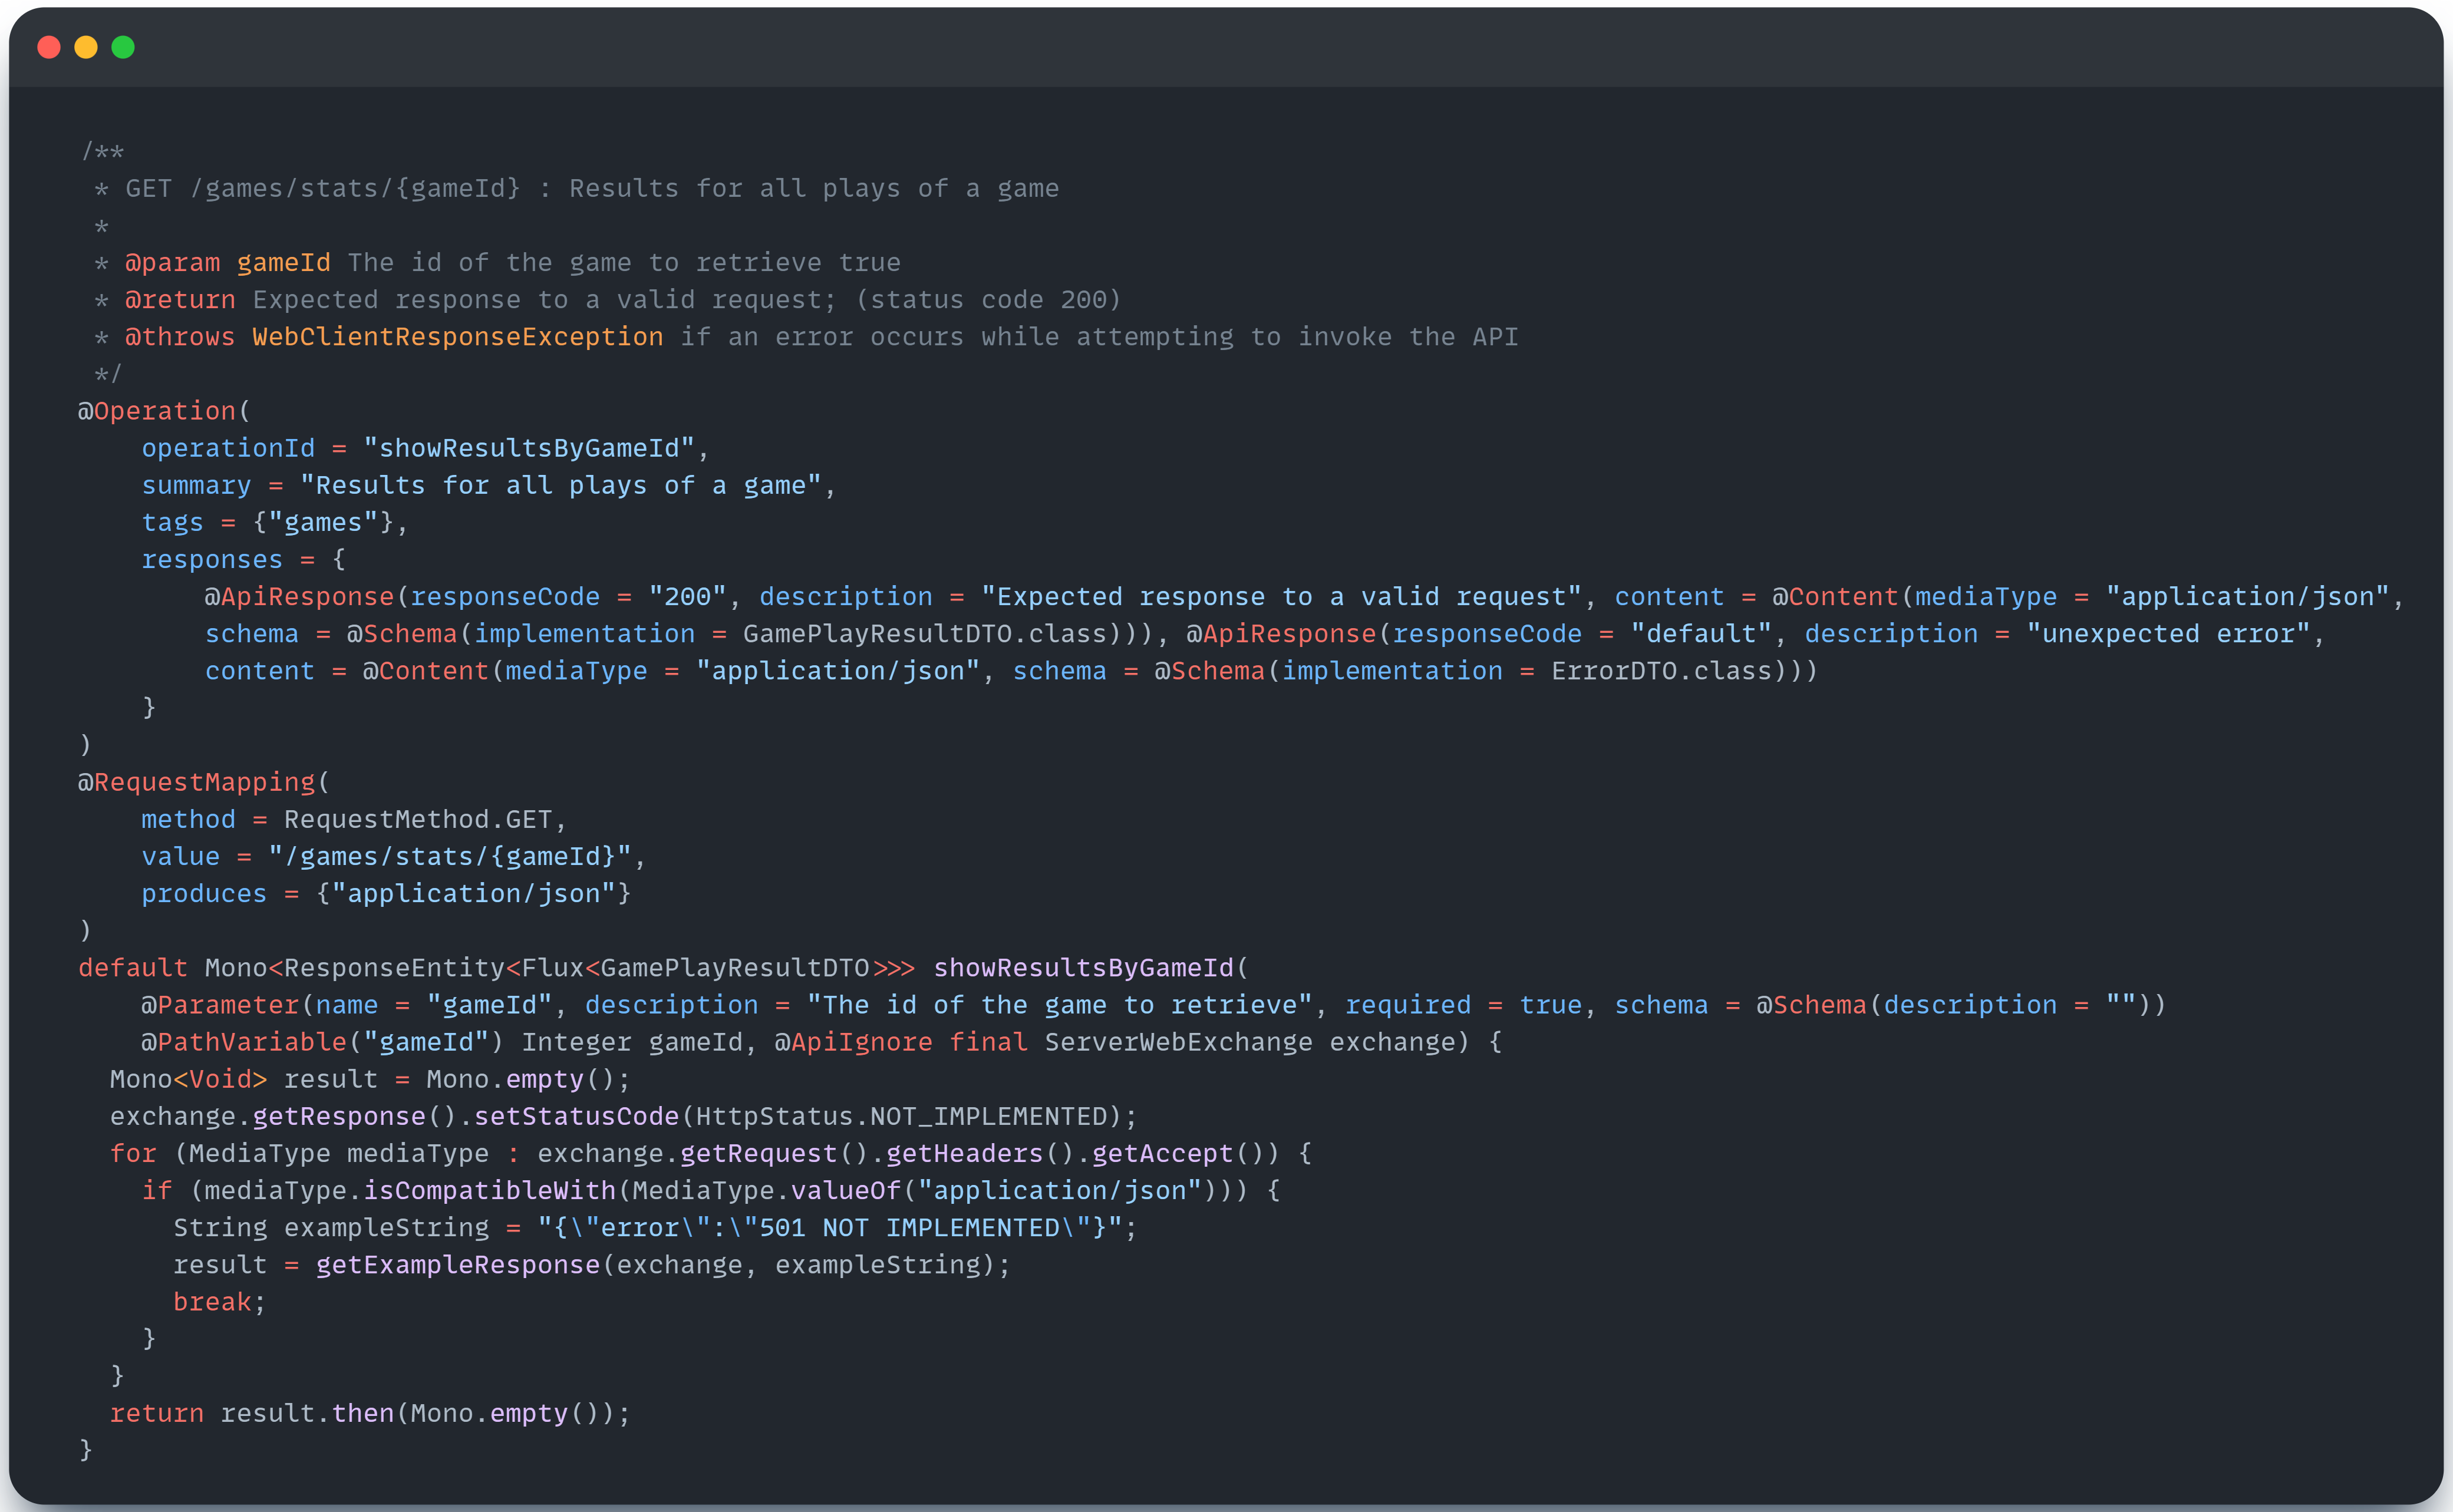 /**
 * GET /games/stats/{gameId} : Results for all plays of a game
 *
 * @param gameId The id of the game to retrieve true
 * @return Expected response to a valid request; (status code 200)
 * @throws WebClientResponseException if an error occurs while attempting to invoke the API
 */
@Operation(
    operationId = "showResultsByGameId",
    summary = "Results for all plays of a game",
    tags = {"games"},
    responses = {
        @ApiResponse(responseCode = "200", description = "Expected response to a valid request", content = @Content(mediaType = "application/json",
        schema = @Schema(implementation = GamePlayResultDTO.class))), @ApiResponse(responseCode = "default", description = "unexpected error",
        content = @Content(mediaType = "application/json", schema = @Schema(implementation = ErrorDTO.class)))
    }
)
@RequestMapping(
    method = RequestMethod.GET,
    value = "/games/stats/{gameId}",
    produces = {"application/json"}
)
default Mono<ResponseEntity<Flux<GamePlayResultDTO>>> showResultsByGameId(
    @Parameter(name = "gameId", description = "The id of the game to retrieve", required = true, schema = @Schema(description = ""))
    @PathVariable("gameId") Integer gameId, @ApiIgnore final ServerWebExchange exchange) {
  Mono<Void> result = Mono.empty();
  exchange.getResponse().setStatusCode(HttpStatus.NOT_IMPLEMENTED);
  for (MediaType mediaType : exchange.getRequest().getHeaders().getAccept()) {
    if (mediaType.isCompatibleWith(MediaType.valueOf("application/json"))) {
      String exampleString = "{\"error\":\"501 NOT IMPLEMENTED\"}";
      result = getExampleResponse(exchange, exampleString);
      break;
    }
  }
  return result.then(Mono.empty());
}